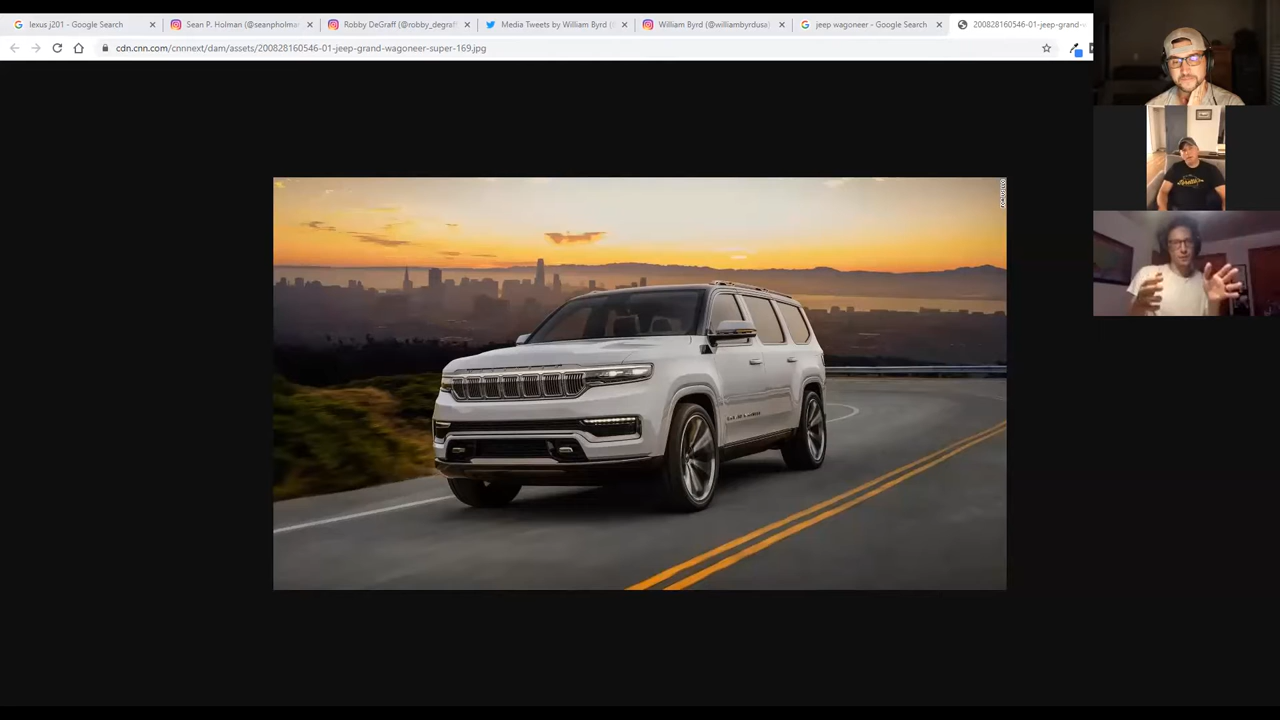 lexus j201 - Google Search
Sean P. Holman (@seanpholma
Robby DeGraff (@robby_degraff
Media Tweets by William Byrd (
William Byrd (@williambyrdusa)
jeep wagoneer - Google Search
200828160546-01-jeep-grand-w
cdn.cnn.com/cnnnext/dam/assets/200828160546-01-jeep-grand-wagoneer-super-169.jpg